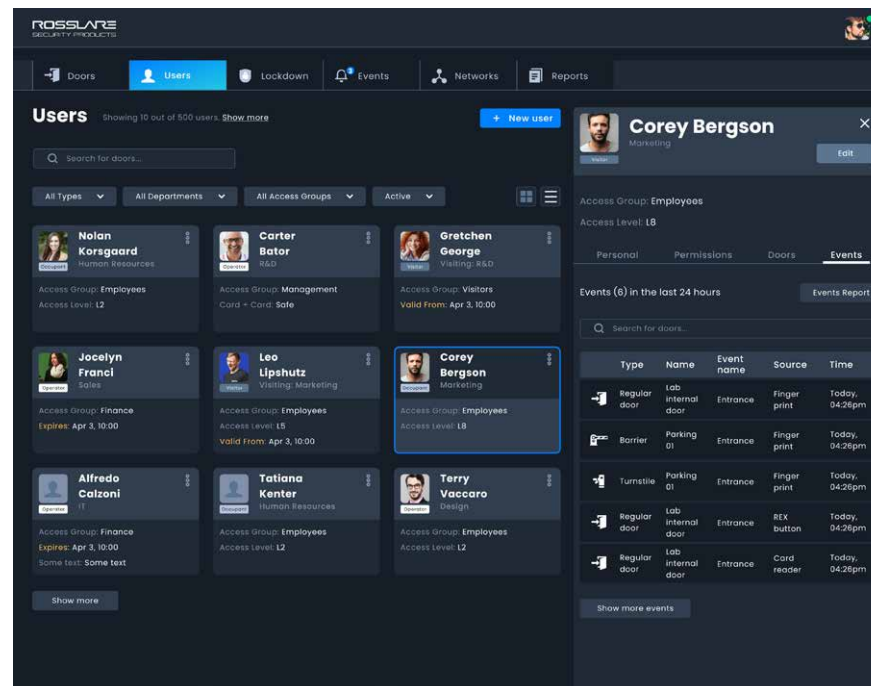 ROSSLARE
SECURITY PRODUCTS
Doors
Users
Lockdown
3
Events
Networks
Reports
Users
Showing 10 out of 500 users. Show more
+ New user
Search for doors...
All Types
All Departments
All Access Groups
Active
Nolan
Korsgaard
Human Resources
Occupant
Access Group: Employees
Access Level: L2
Carter
Bator
R&D
Operator
Access Group: Management
Card + Card: Safe
Gretchen
George
Visiting: R&D
Visitor
Access Group: Visitors
Valid From: Apr 3, 10:00
Jocelyn
Franci
Sales
Operator
Access Group: Finance
Expires: Apr 3, 10:00
Leo
Lipshutz
Visiting: Marketing
Visitor
Access Group: Employees
Access Level: L5
Valid From: Apr 3, 10:00
Corey
Bergson
Marketing
Occupant
Access Group: Employees
Access Level: L8
Alfredo
Calzoni
IT
Operator
Access Group: Finance
Expires: Apr 3, 10:00
Some text: Some text
Tatiana
Kenter
Human Resources
Occupant
Access Group: Employees
Access Level: L2
Terry
Vaccaro
Design
Operator
Access Group: Employees
Access Level: L2
Show more
Corey Bergson
Marketing
Visitor
Edit
Access Group: Employees
Access Level: L8
Personal
Permissions
Doors
Events
Events (6) in the last 24 hours
Events Report
Search for doors...
Type
Name
Event
name
Source
Time
Regular
door
Lab
internal
door
Entrance
Finger
print
Today,
04:26pm
Barrier
Parking
01
Entrance
Finger
print
Today,
04:26pm
Turnstile
Parking
01
Entrance
Finger
print
Today,
04:26pm
Regular
door
Lab
internal
door
Entrance
REX
button
Today,
04:26pm
Regular
door
Lab
internal
door
Entrance
Card
reader
Today,
04:26pm
Show more events